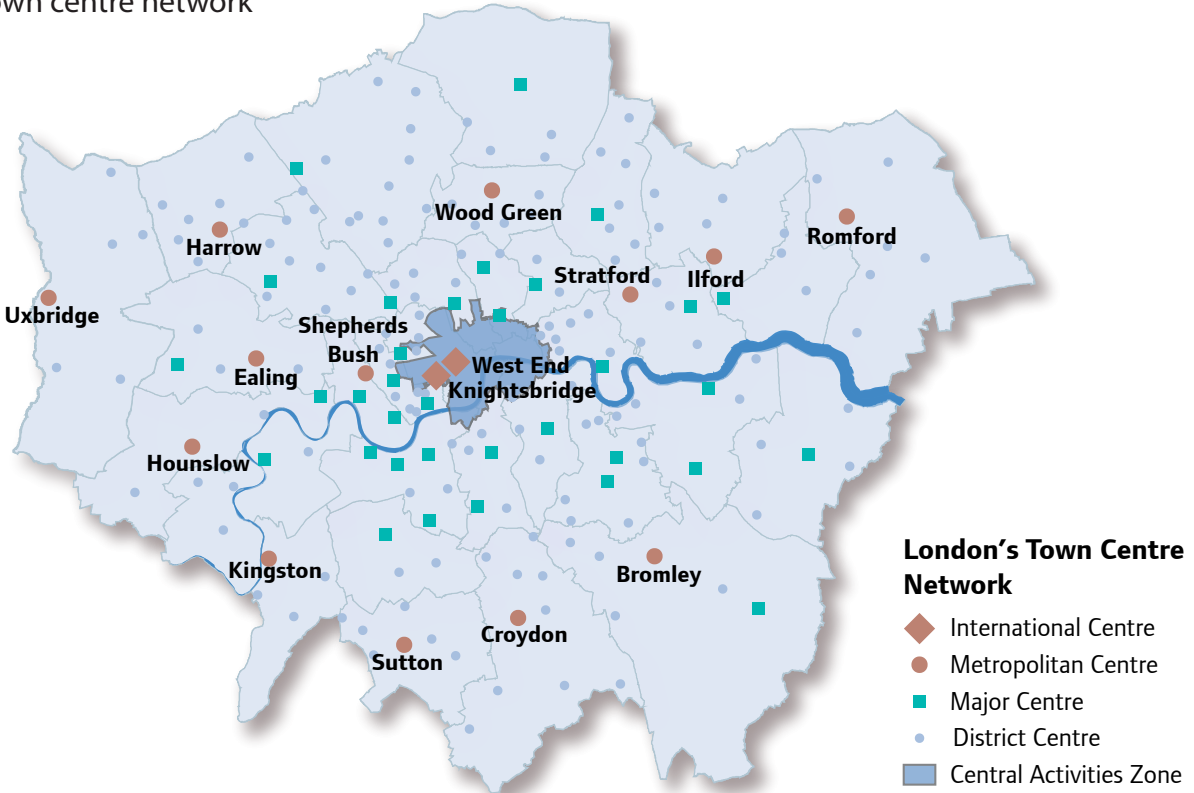 centre network
Wood Green
Harrow
Romford
Stratford
Ilford
Uxbridge
Shepherds
Bush
Ealing
West End
Knightsbridge
Hounslow
Kingston
Bromley
Croydon
Sutton
London's Town Centre
Network
International Centre
Metropolitan Centre
Major Centre
District Centre
Central Activities Zone